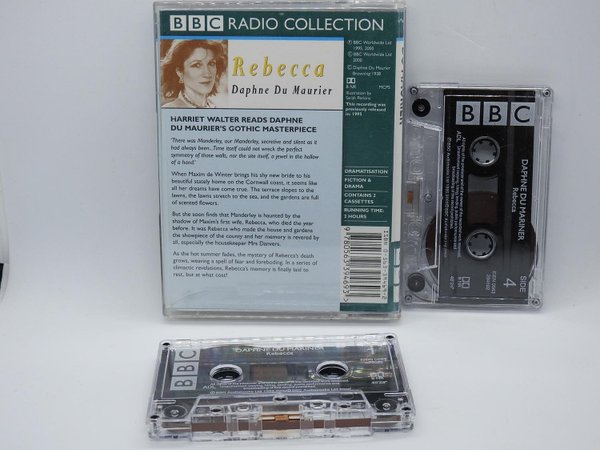 BBC RADIO COLLECTION
Rebecca
Daphne Du Maurier
HARRIET WALTER READS DAPHNE
DU MAURIER'S GOTHIC MASTERPIECE
'There was Manderley, our Manderley, secretive and silent as it
had always been...Time itself could not wreck the perfect
symmetry of those walls, nor the site itself, a jewel in the hollow
of a hand.'
When Maxim de Winter brings his shy new bride to his
beautiful stately home on the Cornwall coast, it seems like
all her dreams have come true. The terrace slopes to the
lawns, the lawns stretch to the sea, and the gardens are full
of scented flowers.
But she soon finds that Manderley is haunted by the
shadow of Maxim's first wife, Rebecca, who died the year
before. It was Rebecca who made the house and gardens
the showpiece of the county and her memory is revered by
all, especially the housekeeper Mrs Danvers.
As the hot summer fades, the mystery of Rebecca's death
grows, weaving a spell of fear and foreboding. In a series of
climactic revelations, Rebecca's memory is finally laid to
rest, but at what cost?
℗ BBC Worldwide Ltd
1995, 2000
© BBC Worldwide Ltd
2000
© Daphne Du Maurier
Browning 1938
This recording was
previously released
in 1995
DRAMATISATION
FICTION &
DRAMA
CONTAINS 2
CASSETTES
RUNNING TIME:
2 HOURS
BBC
DAPHNE DU MARINER
Rebecca
SIDE
4
ADL
BBC
DAPHNE DU MARINER
Rebecca
ADL